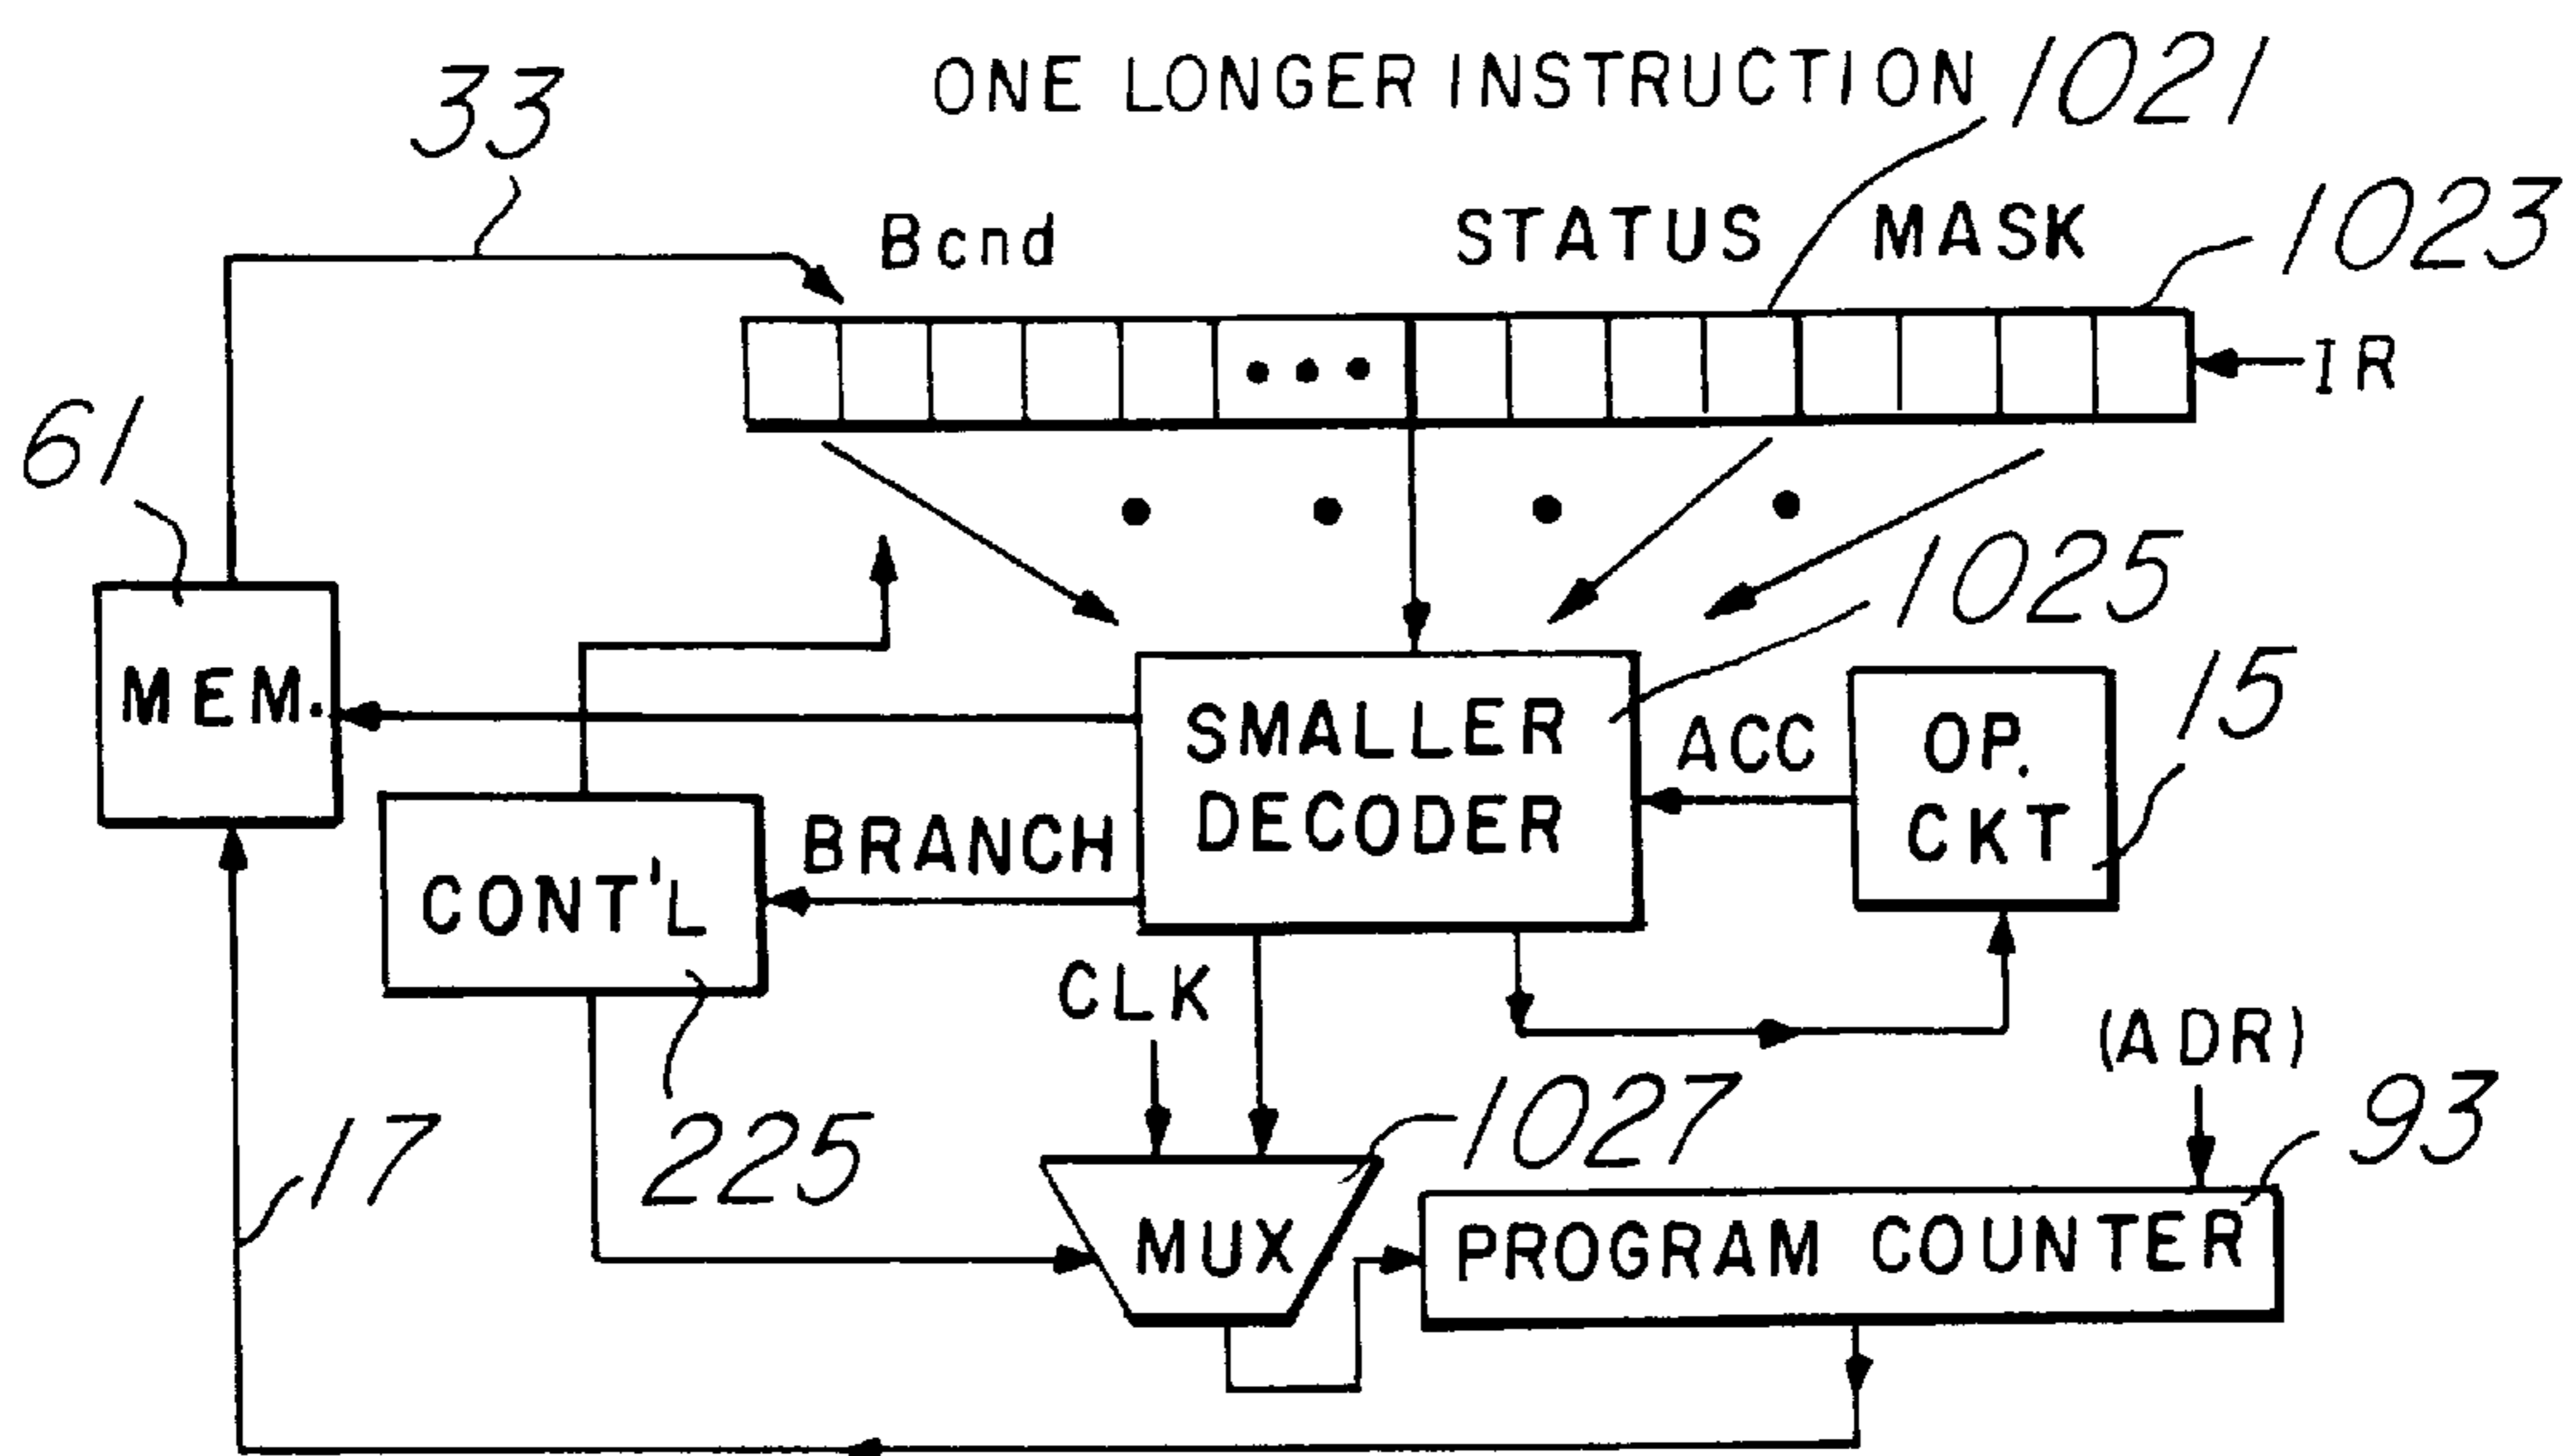 ONE LONGER INSTRUCTION 1021
33
Bcnd STATUS MASK 1023
IR
61
1025
MEM.
SMALLER DECODER
ACC
OP. CKT
15
CONT'L
BRANCH
CLK
(ADR)
17
225
1027
93
MUX
PROGRAM COUNTER